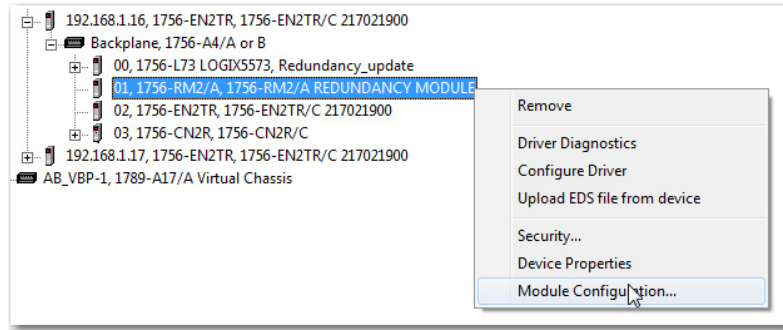 192.168.1.16, 1756-EN2TR, 1756-EN2TR/C 217021900
Backplane, 1756-A4/A or B
00, 1756-L73 LOGIX5573, Redundancy_update
01, 1756-RM2/A, 1756-RM2/A REDUNDANCY MODULE
02, 1756-EN2TR, 1756-EN2TR/C 217021900
03, 1756-CN2R, 1756-CN2R/C
192.168.1.17, 1756-EN2TR, 1756-EN2TR/C 217021900
AB_VBP-1, 1789-A17/A Virtual Chassis
Remove
Driver Diagnostics
Configure Driver
Upload EDS file from device
Security...
Device Properties
Module Configuration...